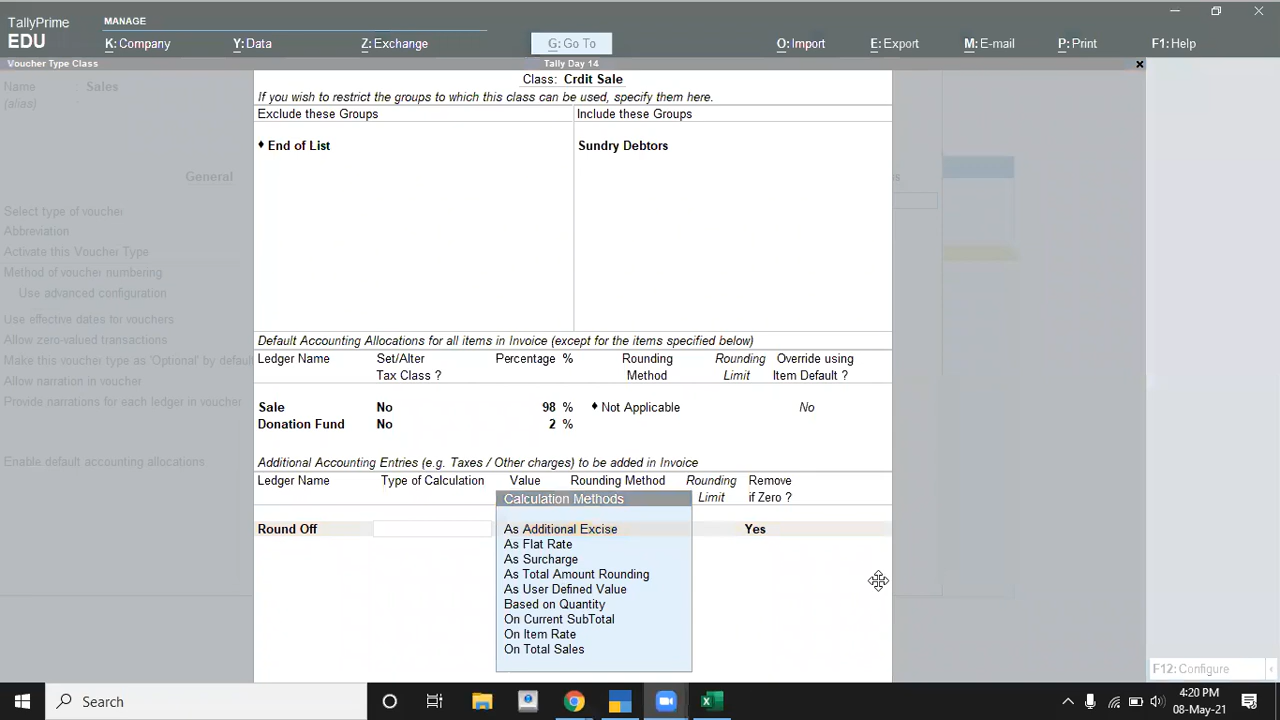 TallyPrime
MANAGE
EDU
K: Company
Y: Data
Z: Exchange
G: Go To
O: Import
E: Export
M: E-mail
P: Print
F1: Help
Voucher Type Class
Tally Day 14
Name
Sales
(alias)
Class: Crdit Sale
If you wish to restrict the groups to which this class can be used, specify them here.
Exclude these Groups
Include these Groups
♦ End of List
Sundry Debtors
General
Select type of voucher
Abbreviation
Activate this Voucher Type
Method of voucher numbering
Use advanced configuration
Use effective dates for vouchers
Allow zero-valued transactions
Make this voucher type as 'Optional' by default
Allow narration in voucher
Provide narrations for each ledger in voucher
Enable default accounting allocations
Default Accounting Allocations for all items in Invoice (except for the items specified below)
Ledger Name Set/Alter Percentage % Rounding Rounding Override using
Tax Class ? Method Limit Item Default ?
Sale No 98 % ♦ Not Applicable No
Donation Fund No 2 %
Additional Accounting Entries (e.g. Taxes / Other charges) to be added in Invoice
Ledger Name Type of Calculation Value Rounding Method Rounding Remove
Limit if Zero ?
Calculation Methods
Round Off
Yes
As Additional Excise
As Flat Rate
As Surcharge
As Total Amount Rounding
As User Defined Value
Based on Quantity
On Current SubTotal
On Item Rate
On Total Sales
F12: Configure
Search
4:20 PM
08-May-21